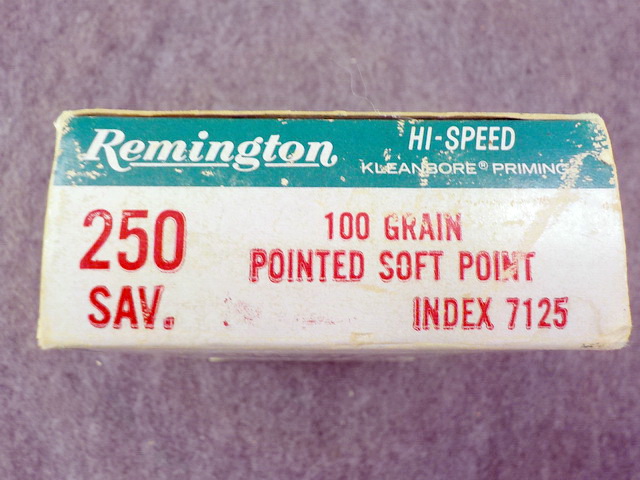 Remington
HI-SPEED
KLEANBORE® PRIMING
250
SAV.
100 GRAIN
POINTED SOFT POINT
INDEX 7125